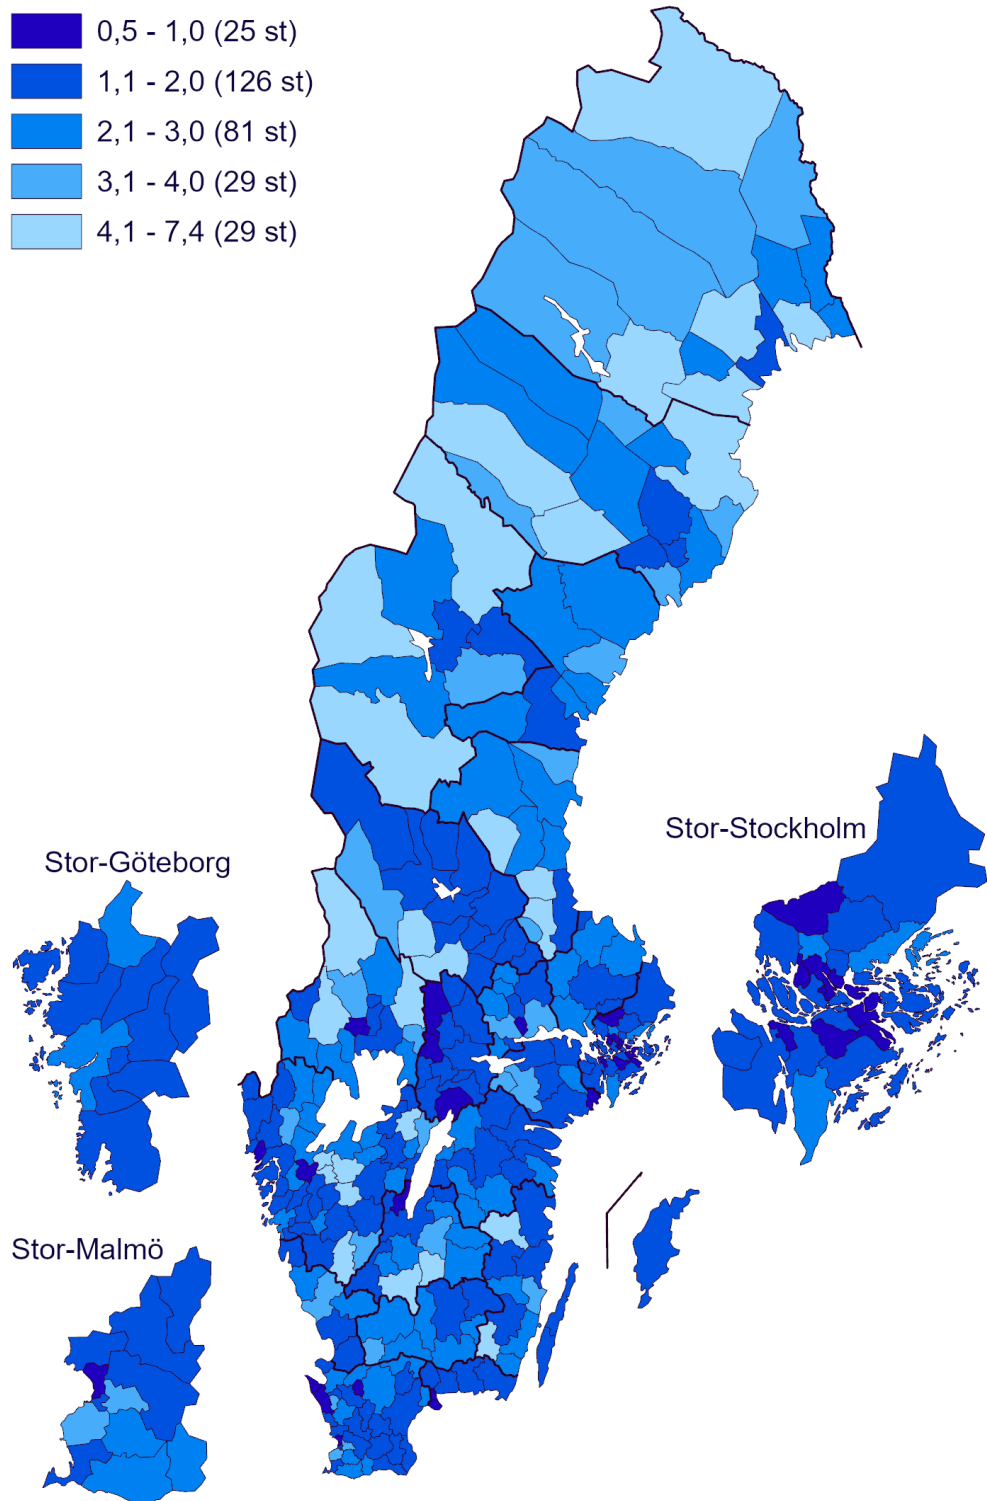 0,5 - 1,0 (25 st)
1,1 - 2,0 (126 st)
2,1 - 3,0 (81 st)
3,1 - 4,0 (29 st)
4,1 - 7,4 (29 st)
Stor-Stockholm
Stor-Göteborg
Stor-Malmö